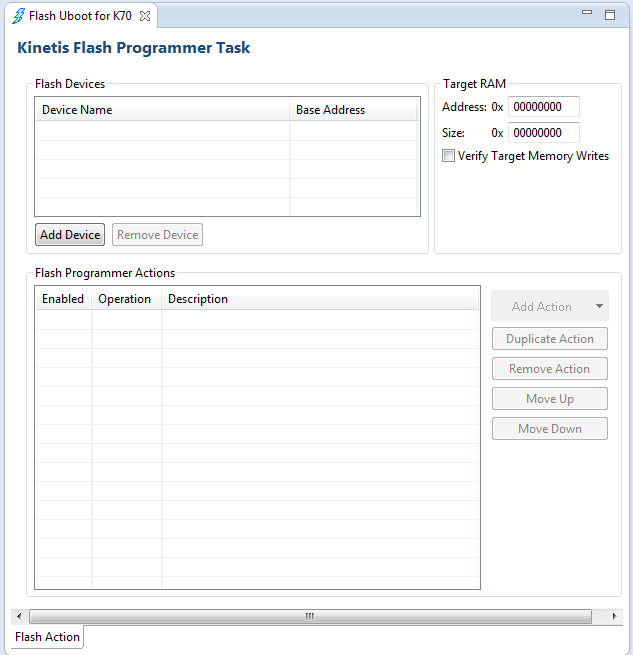 Flash Uboot for K70
Kinetis Flash Programmer Task
Flash Devices
Device Name Base Address
Add Device Remove Device
Target RAM
Address: 0x 00000000
Size: 0x 00000000
Verify Target Memory Writes
Flash Programmer Actions
Enabled Operation Description
Add Action
Duplicate Action
Remove Action
Move Up
Move Down
Flash Action